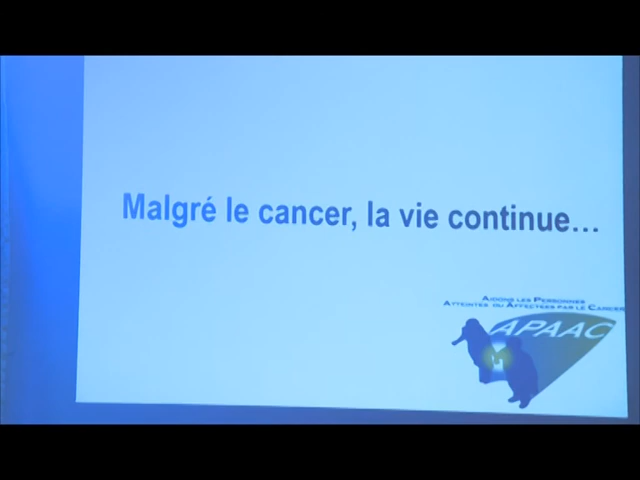 Malgré le cancer, la vie continue...
Aidons les Personnes
Atteintes ou Affectées par le Cancer
APAAC